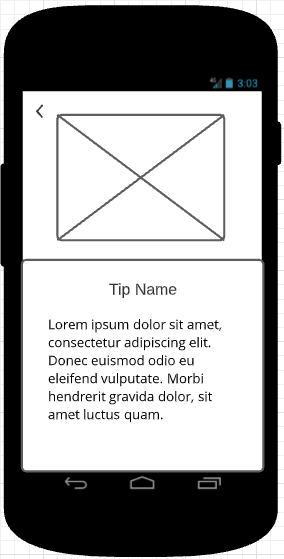 3:03
Tip Name
Lorem ipsum dolor sit amet,
consectetur adipiscing elit.
Donec euismod odio eu
eleifend vulputate. Morbi
hendrerit gravida dolor, sit
amet luctus quam.